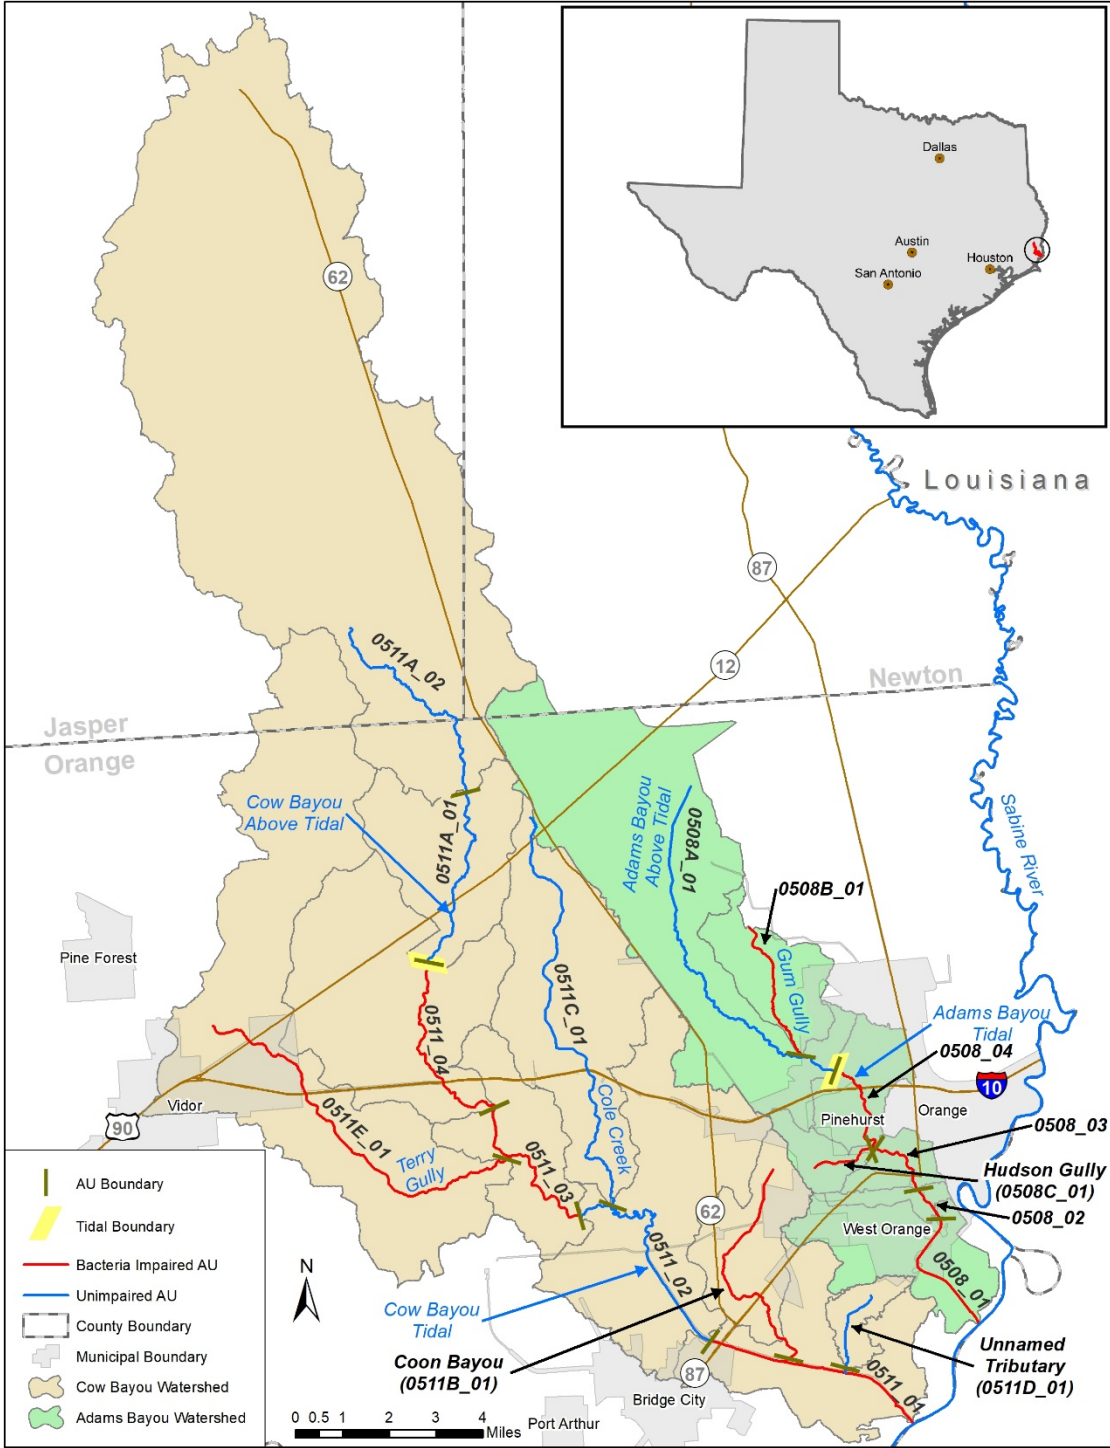 Dallas
Austin
Houston
San Antonio
62
Louisiana
87
12
Newton
0511A_02
Jasper
Orange
Cow Bayou
Above Tidal
0511A_01
Adams Bayou
Above Tidal
0508A_01
Sabine River
0508B_01
Pine Forest
Gum Gully
0511C_01
0511_04
Adams Bayou
Tidal
0508_04
10
Vidor
90
Pinehurst
Orange
0511E_01
Cole Creek
0508_03
Terry
Gully
0511_03
Hudson Gully
(0508C_01)
0508_02
62
West Orange
0511_02
0508_01
Cow Bayou
Tidal
Coon Bayou
(0511B_01)
Unnamed
Tributary
(0511D_01)
87
0511_01
Bridge City
Port Arthur
N
0 0.5 1 2 3 4
Miles
AU Boundary
Tidal Boundary
Bacteria Impaired AU
Unimpaired AU
County Boundary
Municipal Boundary
Cow Bayou Watershed
Adams Bayou Watershed